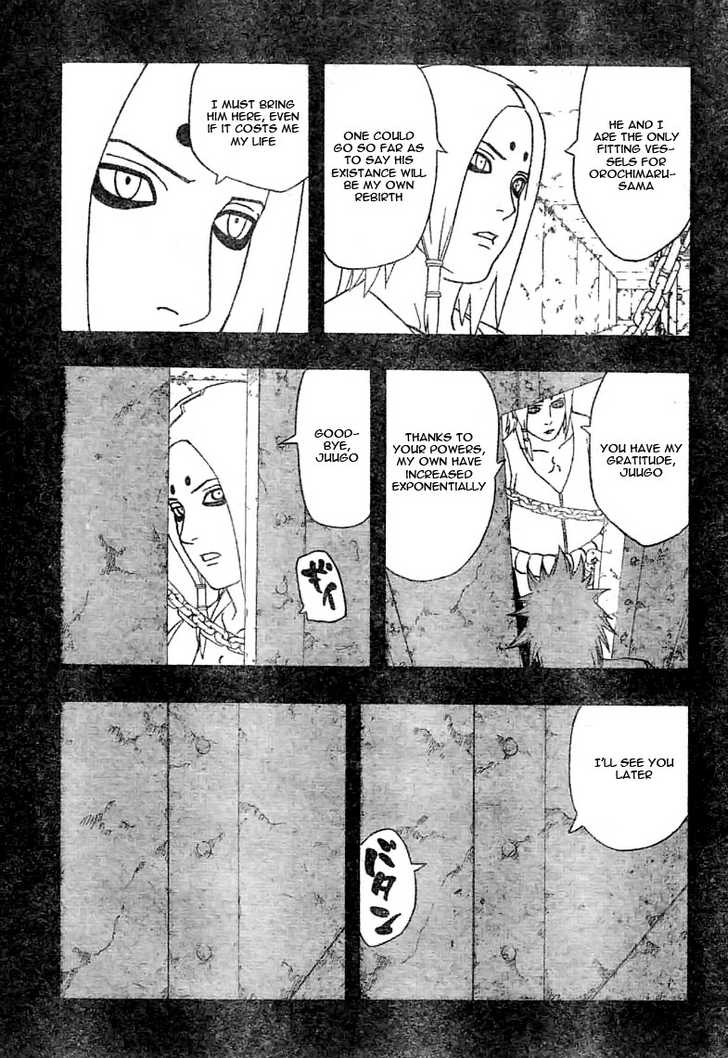 HE AND I
ARE THE ONLY
FITTING VES-
SELS FOR
OROCHIMARU-
SAMA
ONE COULD
GO SO FAR AS
TO SAY HIS
EXISTANCE WILL
BE MY OWN
REBIRTH
I MUST BRING
HIM HERE, EVEN
IF IT COSTS ME
MY LIFE
YOU HAVE MY
GRATITUDE,
JUUGO
THANKS TO
YOUR POWERS,
MY OWN HAVE
INCREASED
EXPONENTIALLY
GOOD-
BYE,
JUUGO
ギイ
I'LL SEE YOU
LATER
バタン